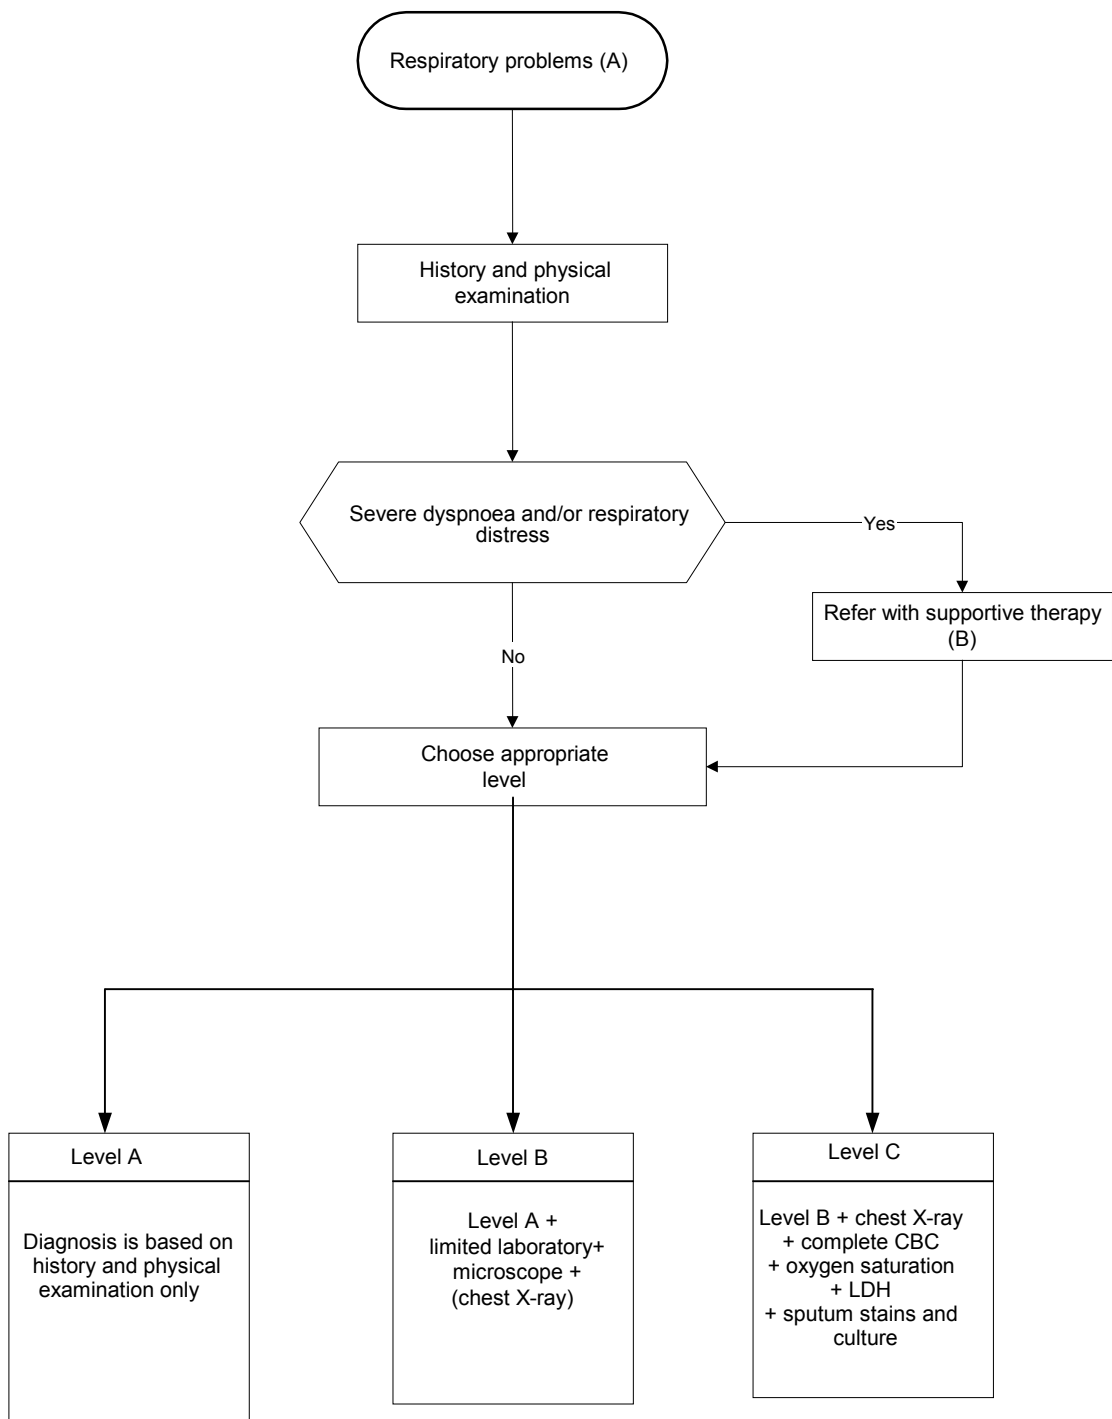 Respiratory problems (A)
History and physical
examination
Severe dyspnoea and/or respiratory
distress
Yes
Refer with supportive therapy
(B)
No
Choose appropriate
level
Level A
Diagnosis is based on
history and physical
examination only
Level B
Level A +
limited laboratory+
microscope +
(chest X-ray)
Level C
Level B + chest X-ray
+ complete CBC
+ oxygen saturation
+ LDH
+ sputum stains and
culture